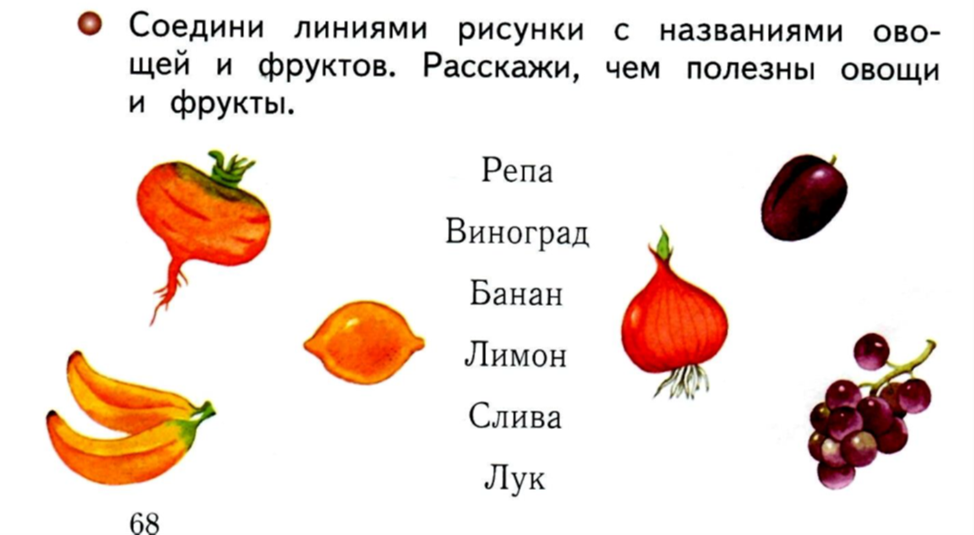 Соедини линиями рисунки с названиями ово-
щей и фруктов. Расскажи, чем полезны овощи
и фрукты.
Репа
Виноград
Банан
Лимон
Слива
Лук
68